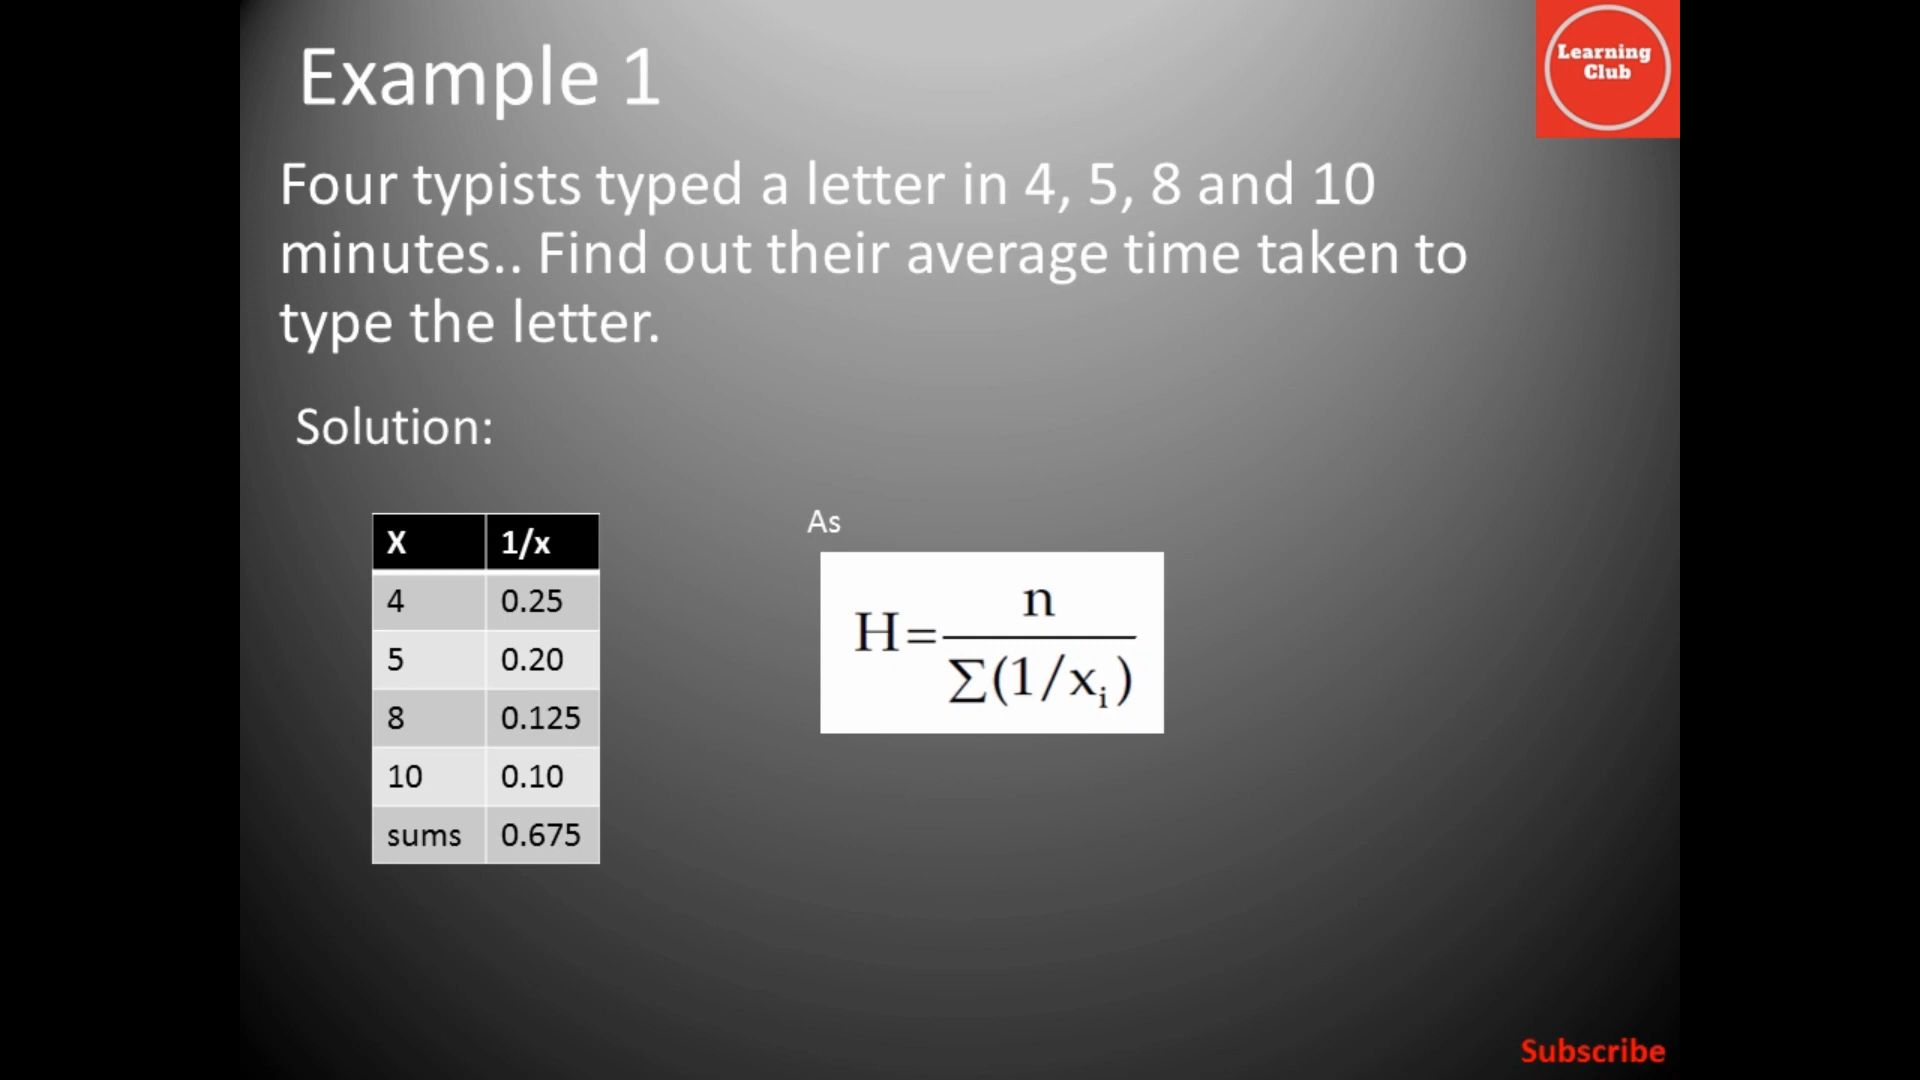 Example 1
Learning
Club
Four typists typed a letter in 4, 5, 8 and 10
minutes.. Find out their average time taken to
type the letter.
Solution:
X 1/x
4 0.25
5 0.20
8 0.125
10 0.10
sums 0.675
As
H= n
Σ(1/xᵢ)
Subscribe